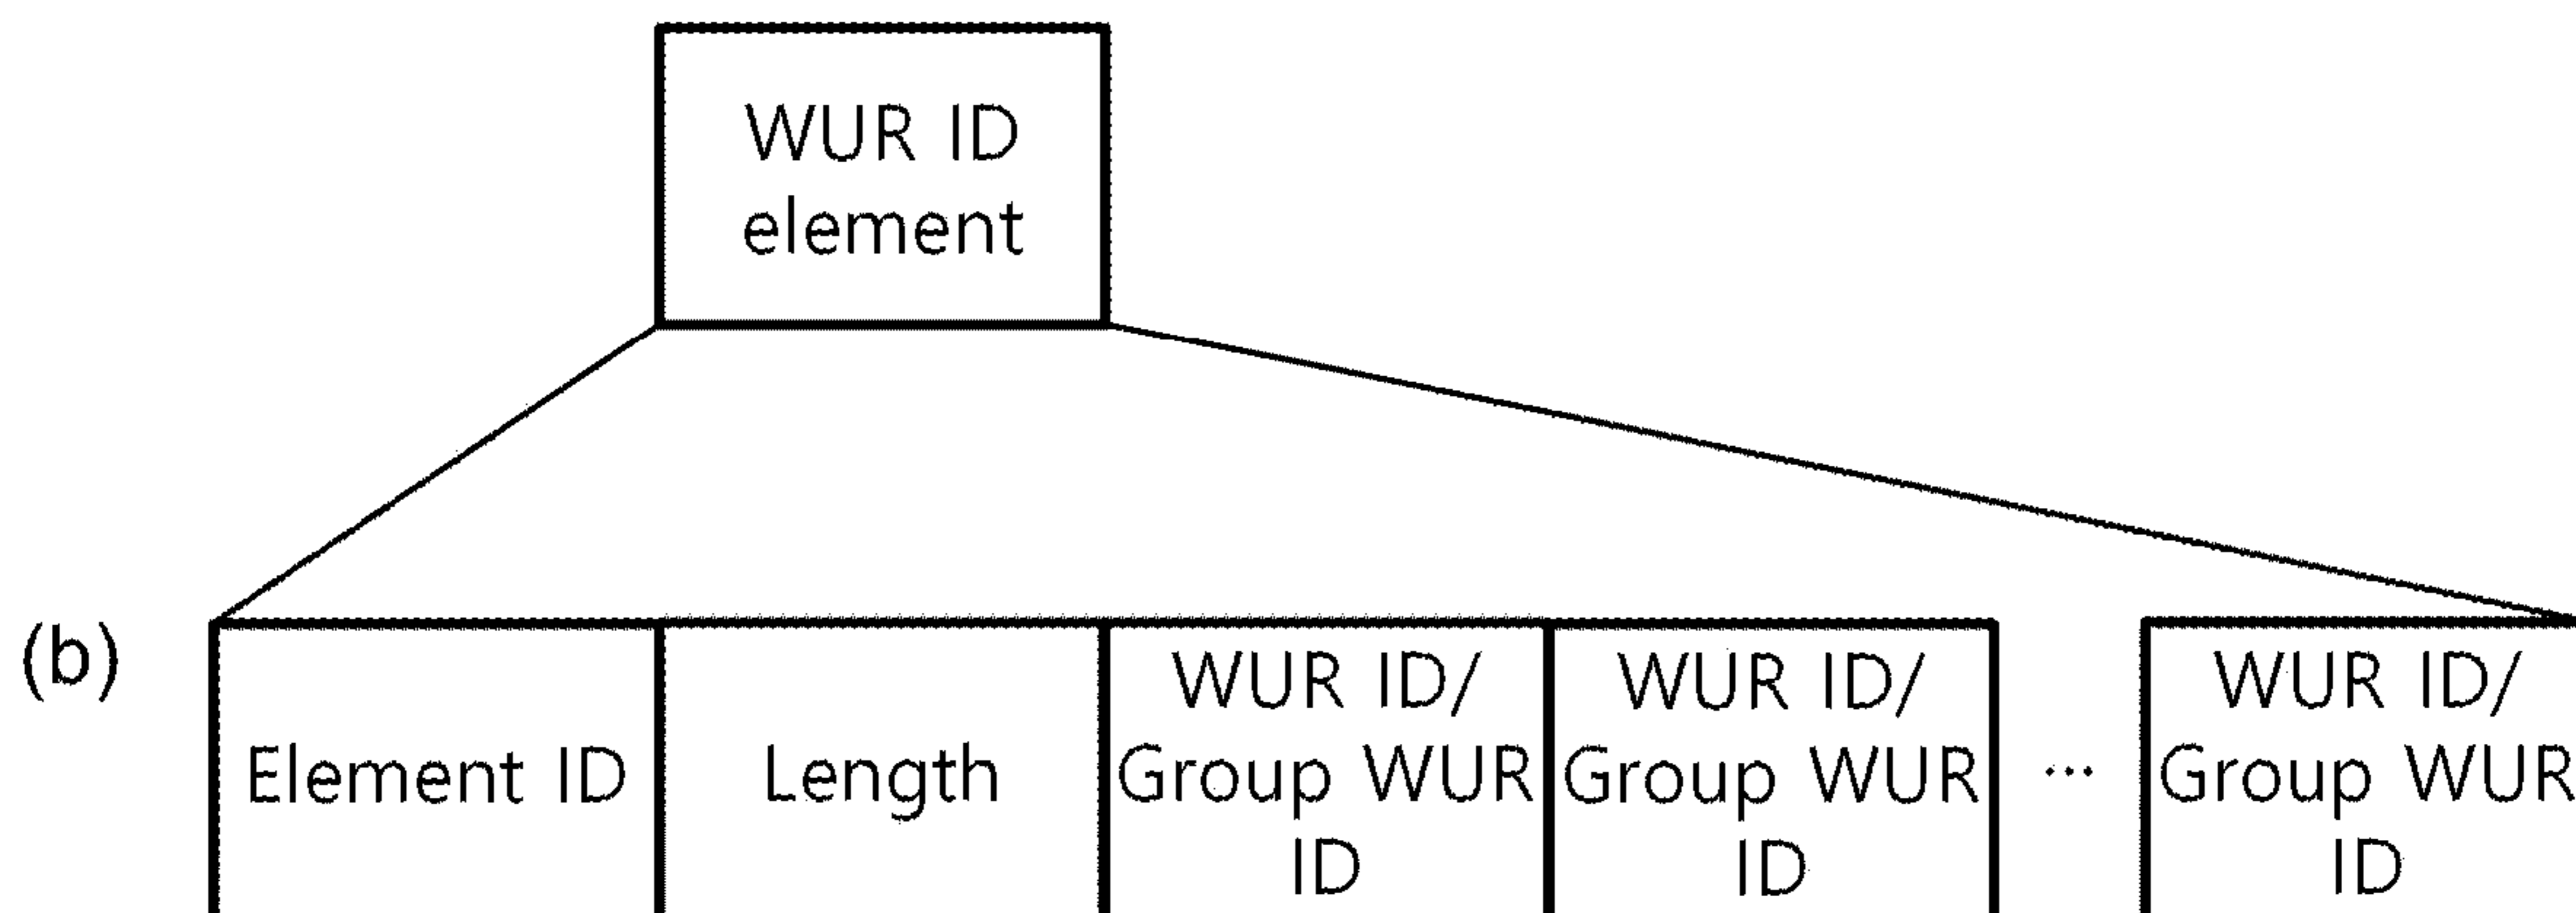 WUR ID
element
(b)
Element ID
Length
WUR ID/
Group WUR
ID
WUR ID/
Group WUR
ID
...
WUR ID/
Group WUR
ID